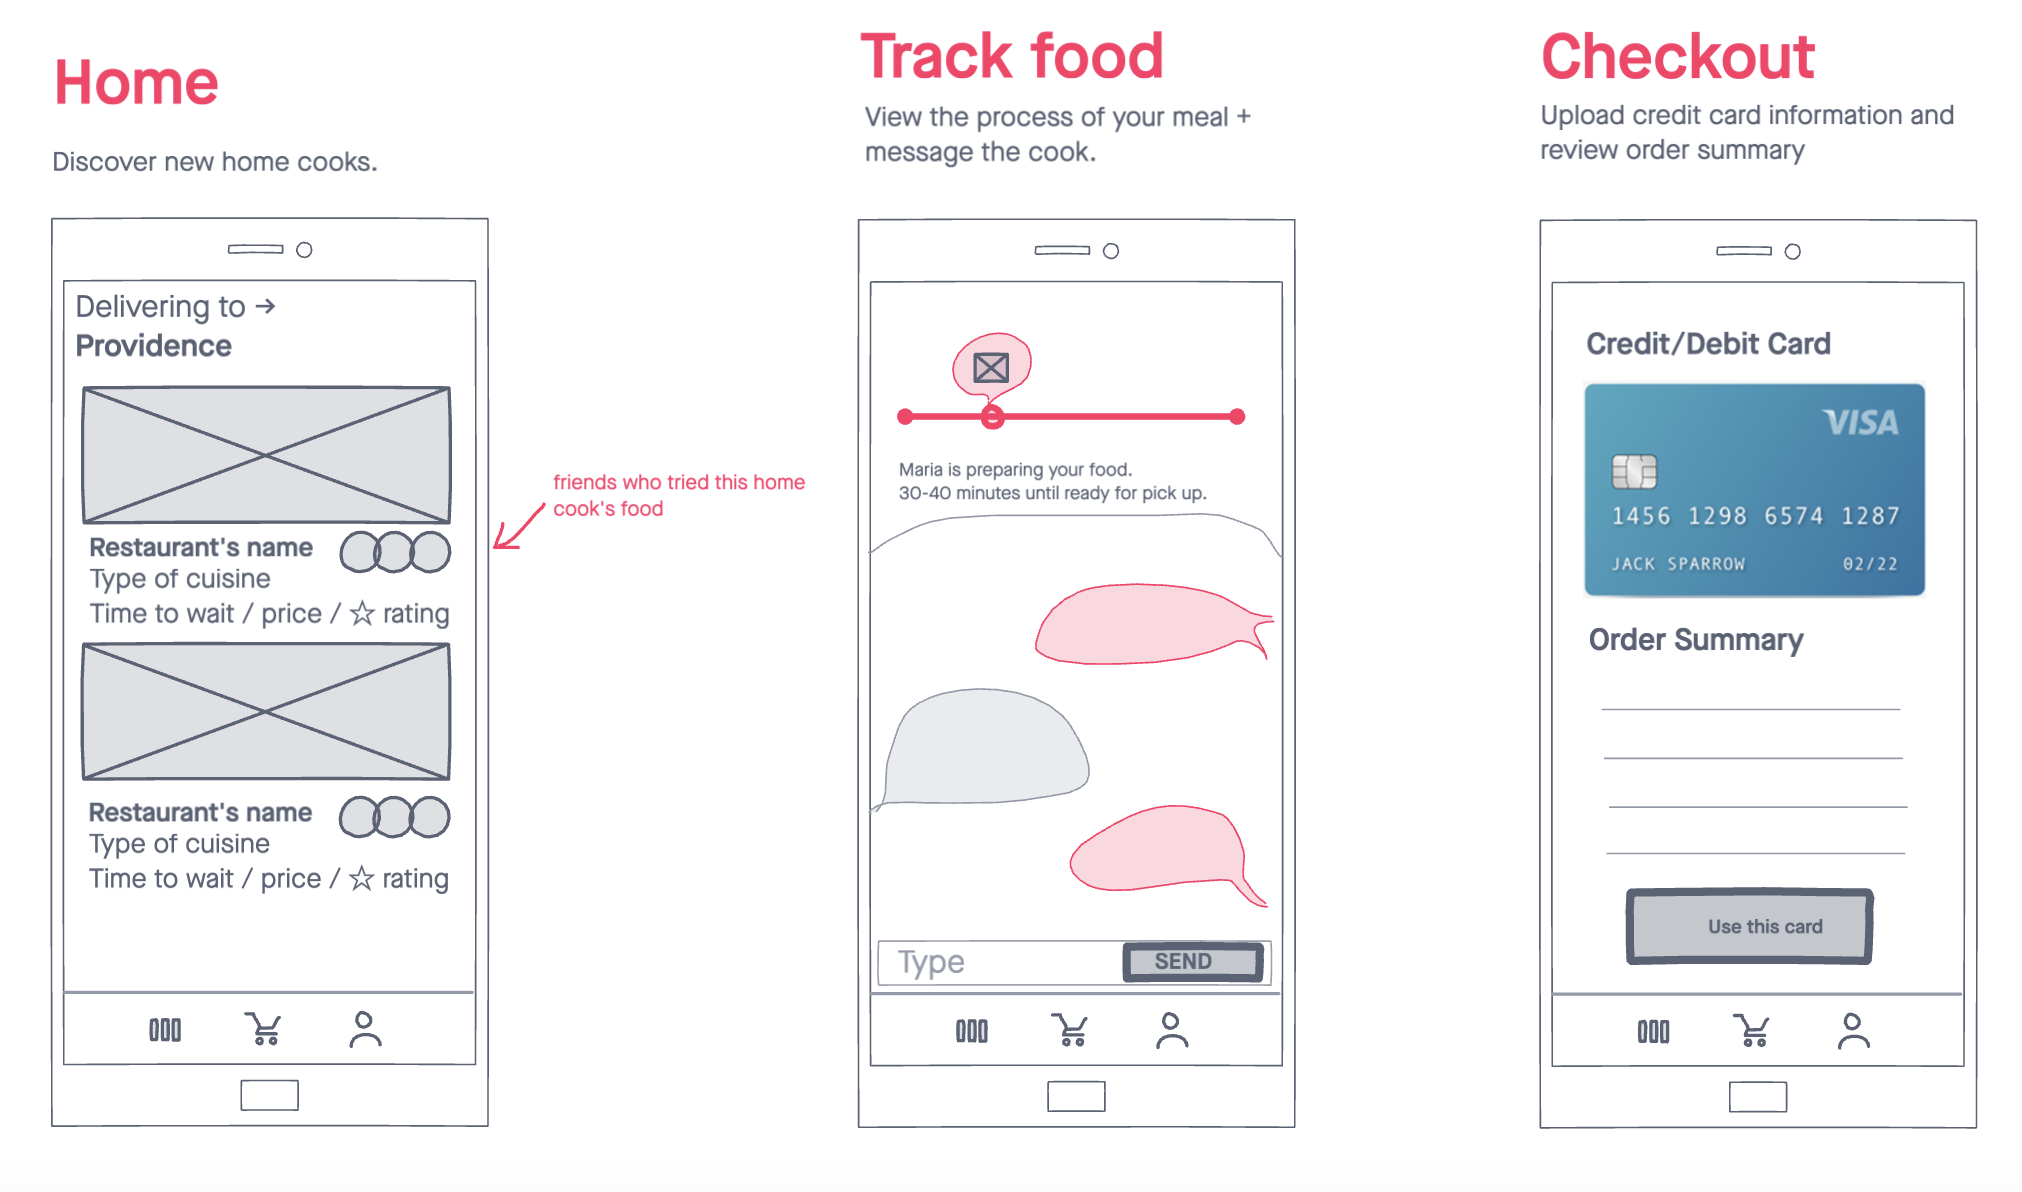 Home
Discover new home cooks.
Delivering to →
Providence
Restaurant's name
Type of cuisine
Time to wait / price / ☆ rating
Restaurant's name
Type of cuisine
Time to wait / price / ☆ rating
friends who tried this home
cook's food
Track food
View the process of your meal +
message the cook.
Maria is preparing your food.
30-40 minutes until ready for pick up.
Type
SEND
Checkout
Upload credit card information and
review order summary
Credit/Debit Card
VISA
1456 1298 6574 1287
JACK SPARROW 02/22
Order Summary
Use this card